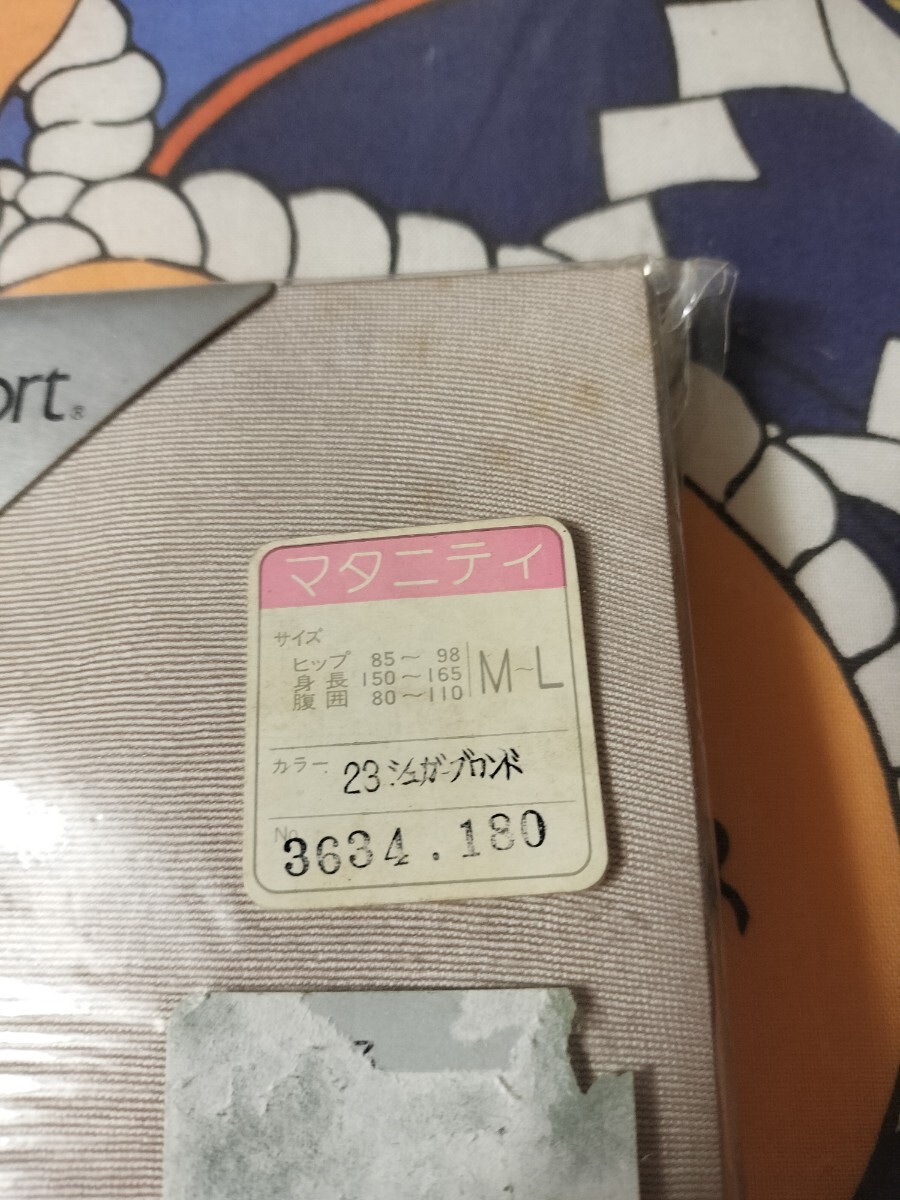 ort®
マタニティ
サイズ
ヒップ 85〜 98
身長 150〜165
腹囲 80〜110
M~L
カラー 23 シュガーブロンド
No. 3634.180